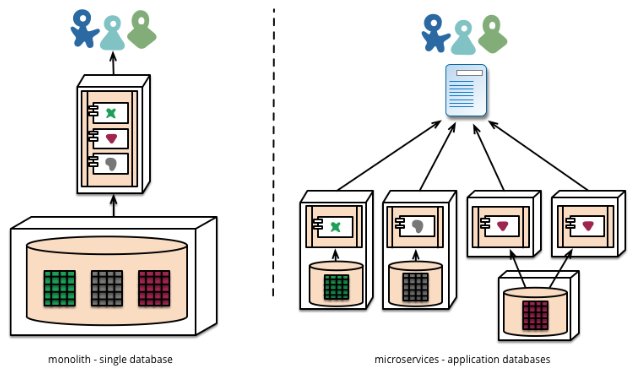 monolith - single database
microservices - application databases